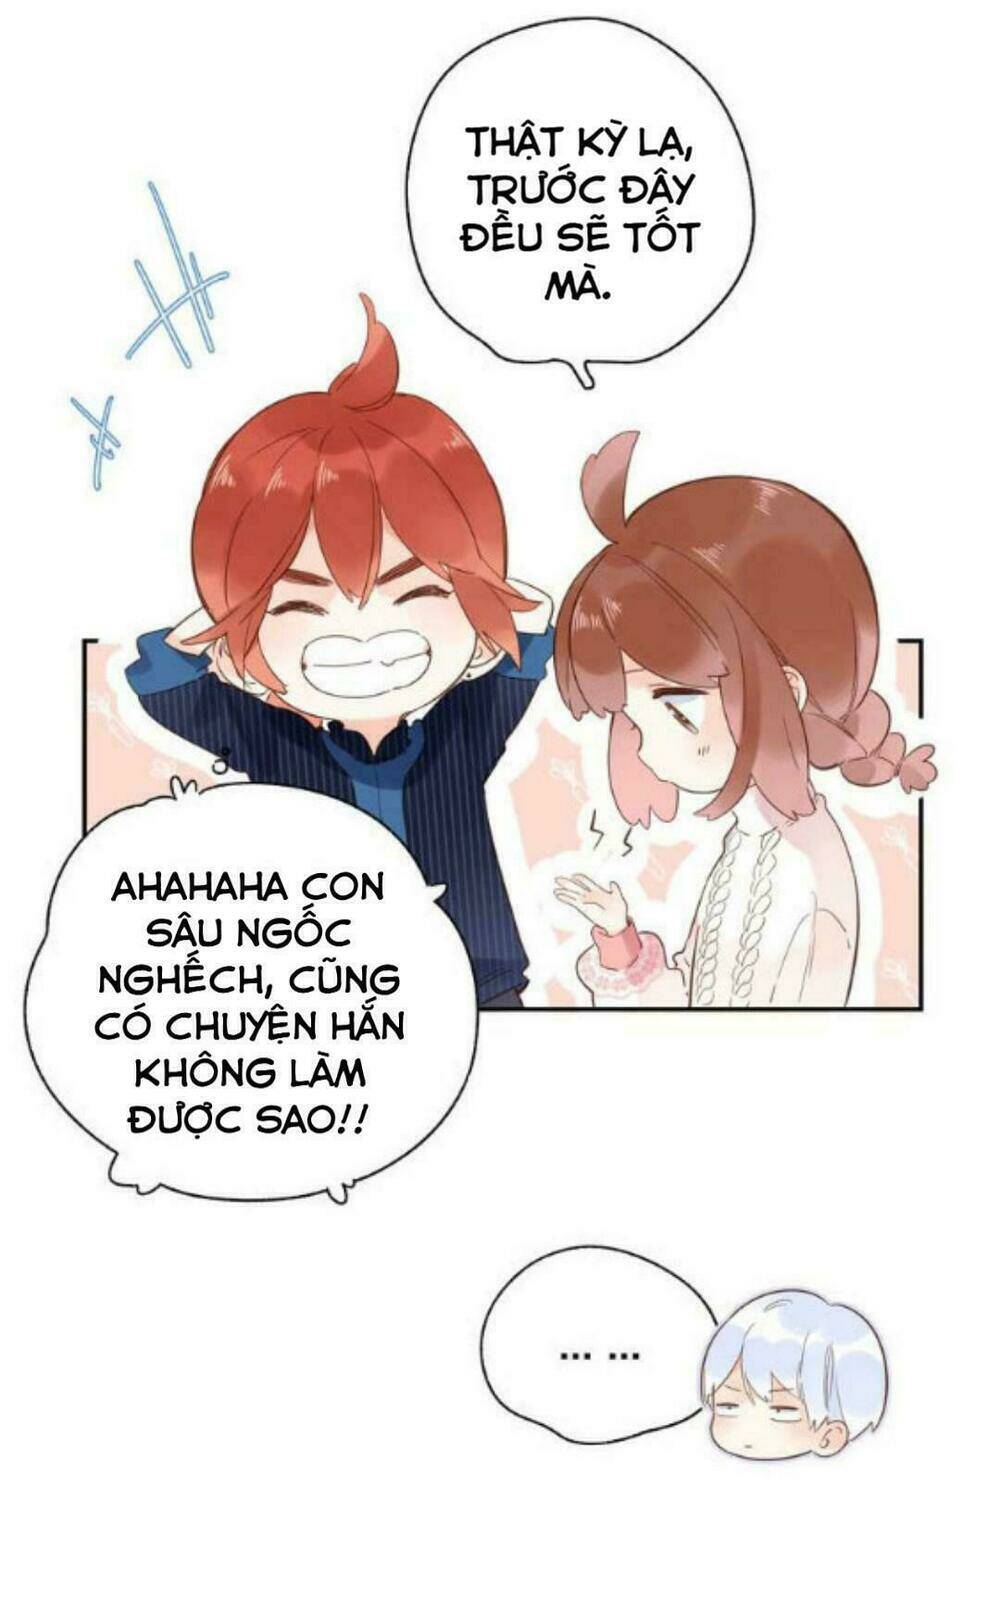 THẬT KỲ LẠ,
TRƯỚC ĐÂY
ĐỀU SẼ TỐT
MÀ.
AHAHAHA CON
SÂU NGỐC
NGHẾCH, CŨNG
CÓ CHUYỆN HẮN
KHÔNG LÀM
ĐƯỢC SAO!!
... ...